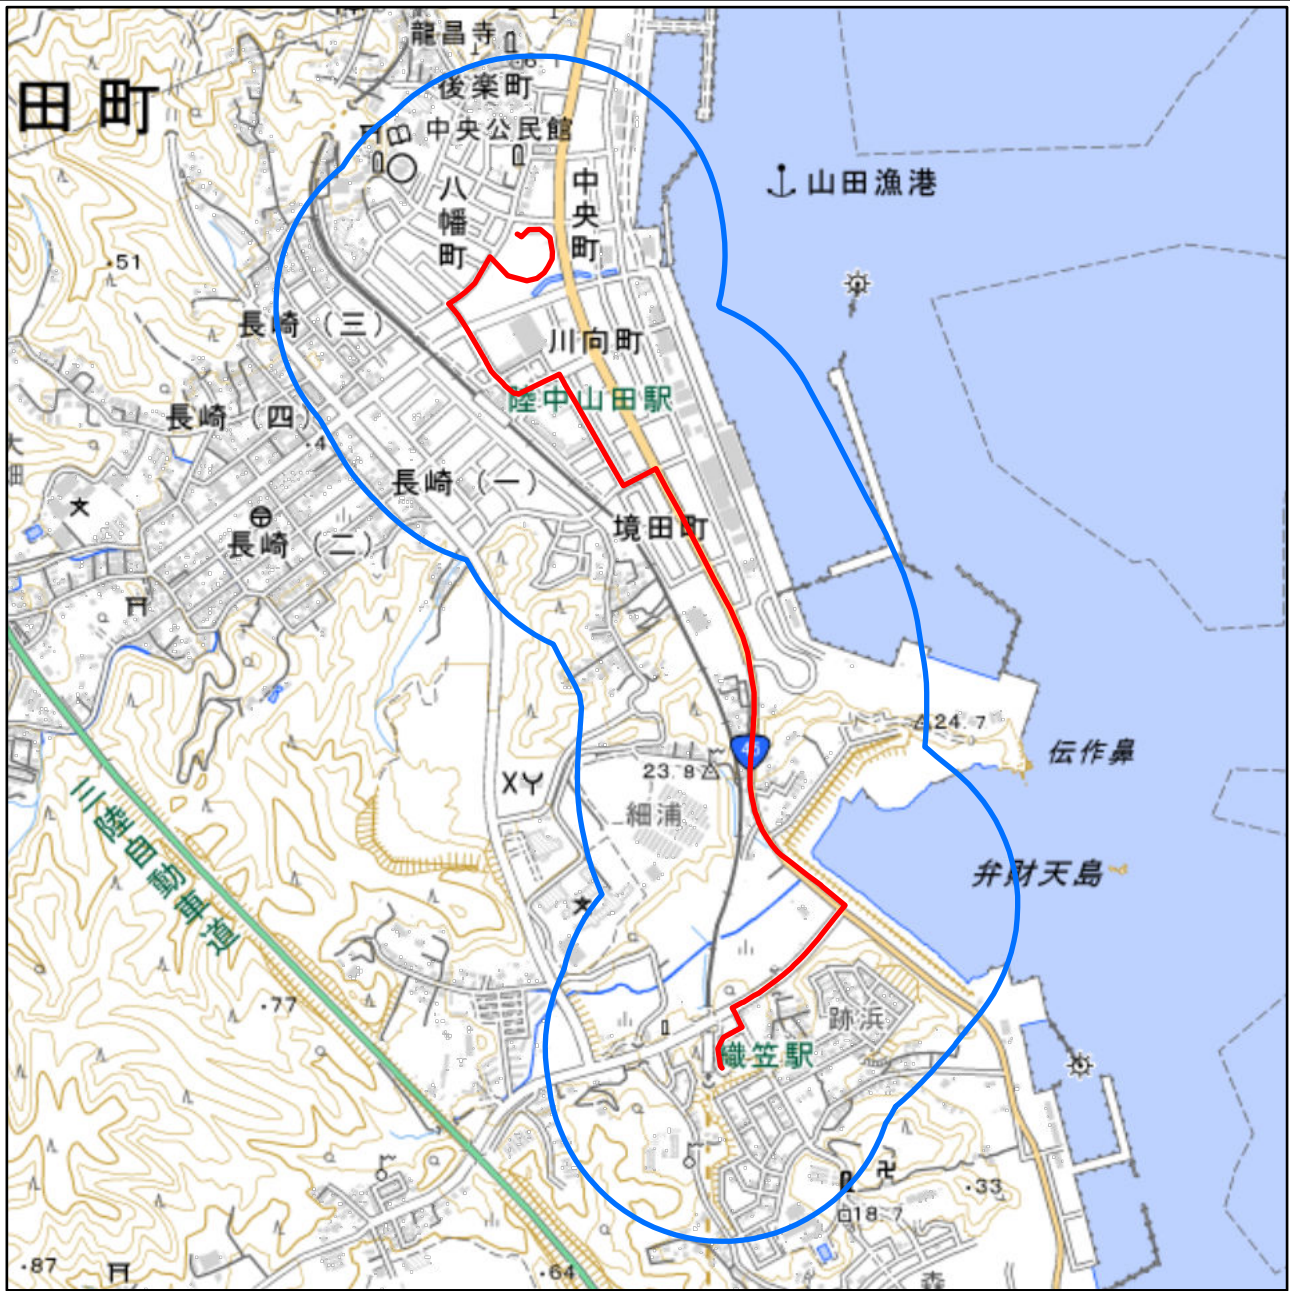 龍昌寺
後楽町
田町
中央公民館
八幡町
中央町
山田漁港
51
長崎（三）
川向町
陸中山田駅
長崎（四）
4
長崎（一）
境田町
長崎（二）
24.7
伝作鼻
45
23.8
細浦
三陸自動車道
弁財天島
77
跡浜
織笠駅
33
18.7
87
64
森